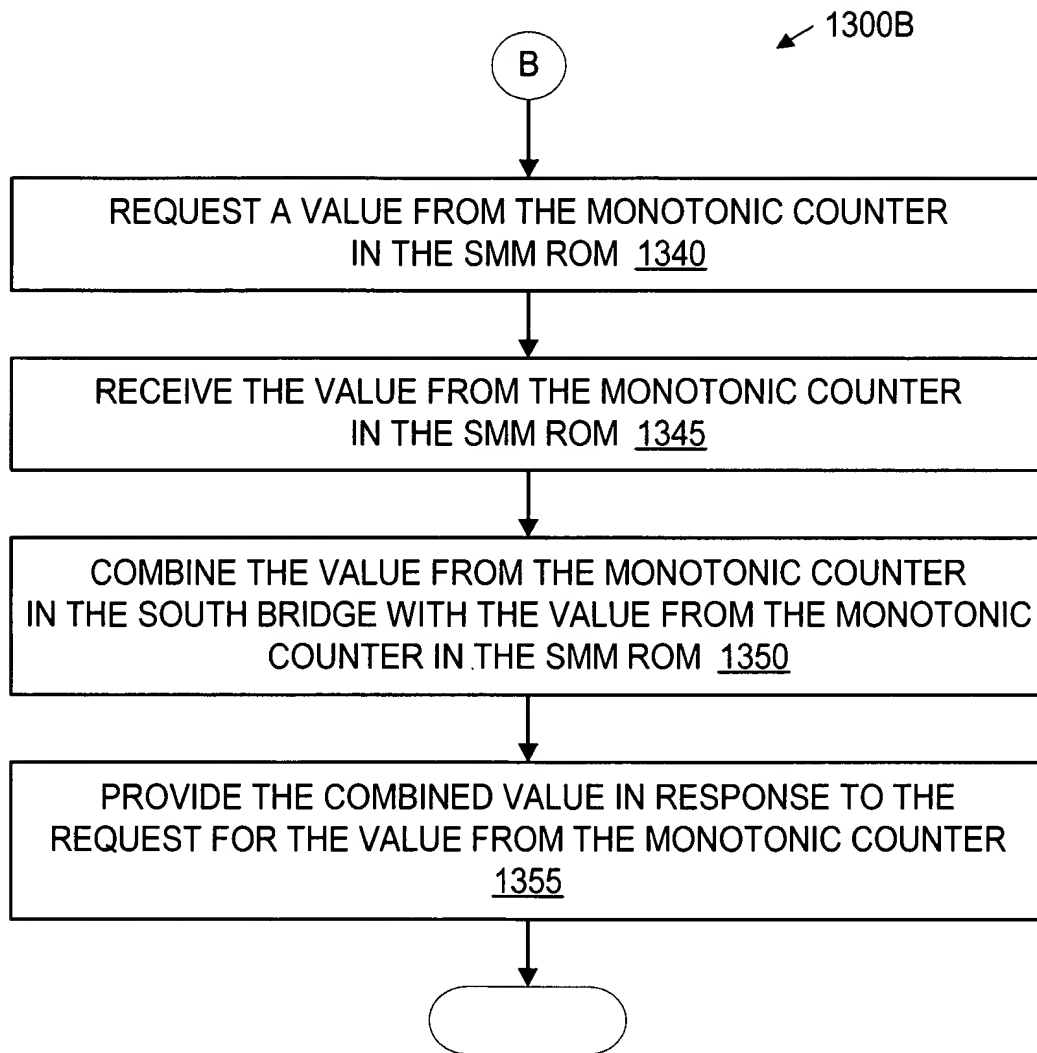 1300B
B
REQUEST A VALUE FROM THE MONOTONIC COUNTER
IN THE SMM ROM 1340
RECEIVE THE VALUE FROM THE MONOTONIC COUNTER
IN THE SMM ROM 1345
COMBINE THE VALUE FROM THE MONOTONIC COUNTER
IN THE SOUTH BRIDGE WITH THE VALUE FROM THE MONOTONIC
COUNTER IN THE SMM ROM 1350
PROVIDE THE COMBINED VALUE IN RESPONSE TO THE
REQUEST FOR THE VALUE FROM THE MONOTONIC COUNTER
1355